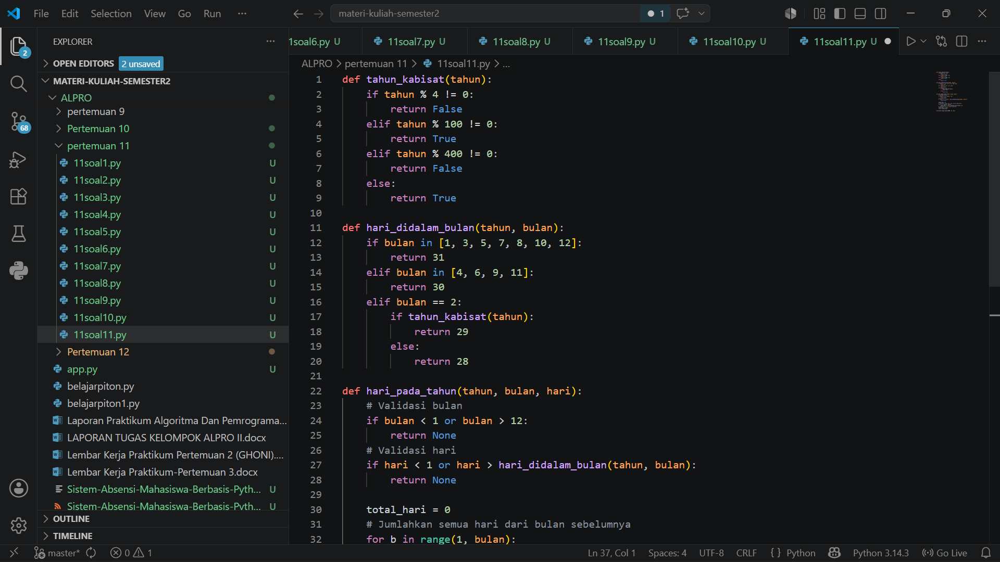 File Edit Selection View Go Run ···
materi-kuliah-semester2
1
EXPLORER
OPEN EDITORS 2 unsaved
MATERI-KULIAH-SEMESTER2
ALPRO
pertemuan 9
Pertemuan 10
pertemuan 11
11soal1.py U
11soal2.py U
11soal3.py U
11soal4.py U
11soal5.py U
11soal6.py U
11soal7.py U
11soal8.py U
11soal9.py U
11soal10.py U
11soal11.py U
Pertemuan 12
app.py U
belajarpiton.py
belajarpiton1.py
Laporan Praktikum Algoritma Dan Pemrograma...
LAPORAN TUGAS KELOMPOK ALPRO II.docx
Lembar Kerja Praktikum Pertemuan 2 (GHONI)....
Lembar Kerja Praktikum-Pertemuan 3.docx
Sistem-Absensi-Mahasiswa-Berbasis-Pyth... U
Sistem-Absensi-Mahasiswa-Berbasis-Pyth... U
OUTLINE
TIMELINE
2
68
1soal6.py U 11soal7.py U 11soal8.py U 11soal9.py U 11soal10.py U 11soal11.py U
ALPRO > pertemuan 11 > 11soal11.py > ...
1 def tahun_kabisat(tahun):
2 if tahun % 4 != 0:
3 return False
4 elif tahun % 100 != 0:
5 return True
6 elif tahun % 400 != 0:
7 return False
8 else:
9 return True
10
11 def hari_didalam_bulan(tahun, bulan):
12 if bulan in [1, 3, 5, 7, 8, 10, 12]:
13 return 31
14 elif bulan in [4, 6, 9, 11]:
15 return 30
16 elif bulan == 2:
17 if tahun_kabisat(tahun):
18 return 29
19 else:
20 return 28
21
22 def hari_pada_tahun(tahun, bulan, hari):
23 # Validasi bulan
24 if bulan < 1 or bulan > 12:
25 return None
26 # Validasi hari
27 if hari < 1 or hari > hari_didalam_bulan(tahun, bulan):
28 return None
29
30 total_hari = 0
31 # Jumlahkan semua hari dari bulan sebelumnya
32 for b in range(1, bulan):
master* 0 1 Ln 37, Col 1 Spaces: 4 UTF-8 CRLF { } Python Python 3.14.3 Go Live